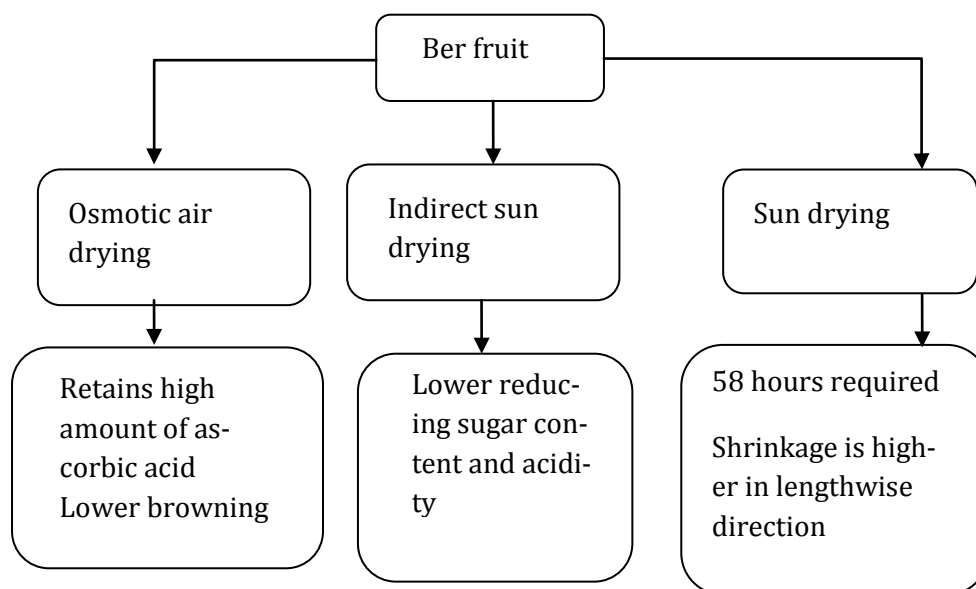 Ber fruit
Osmotic air
drying
Indirect sun
drying
Sun drying
Retains high
amount of as-
corbic acid
Lower browning
Lower reduc-
ing sugar con-
tent and acidi-
ty
58 hours required
Shrinkage is high-
er in lengthwise
direction